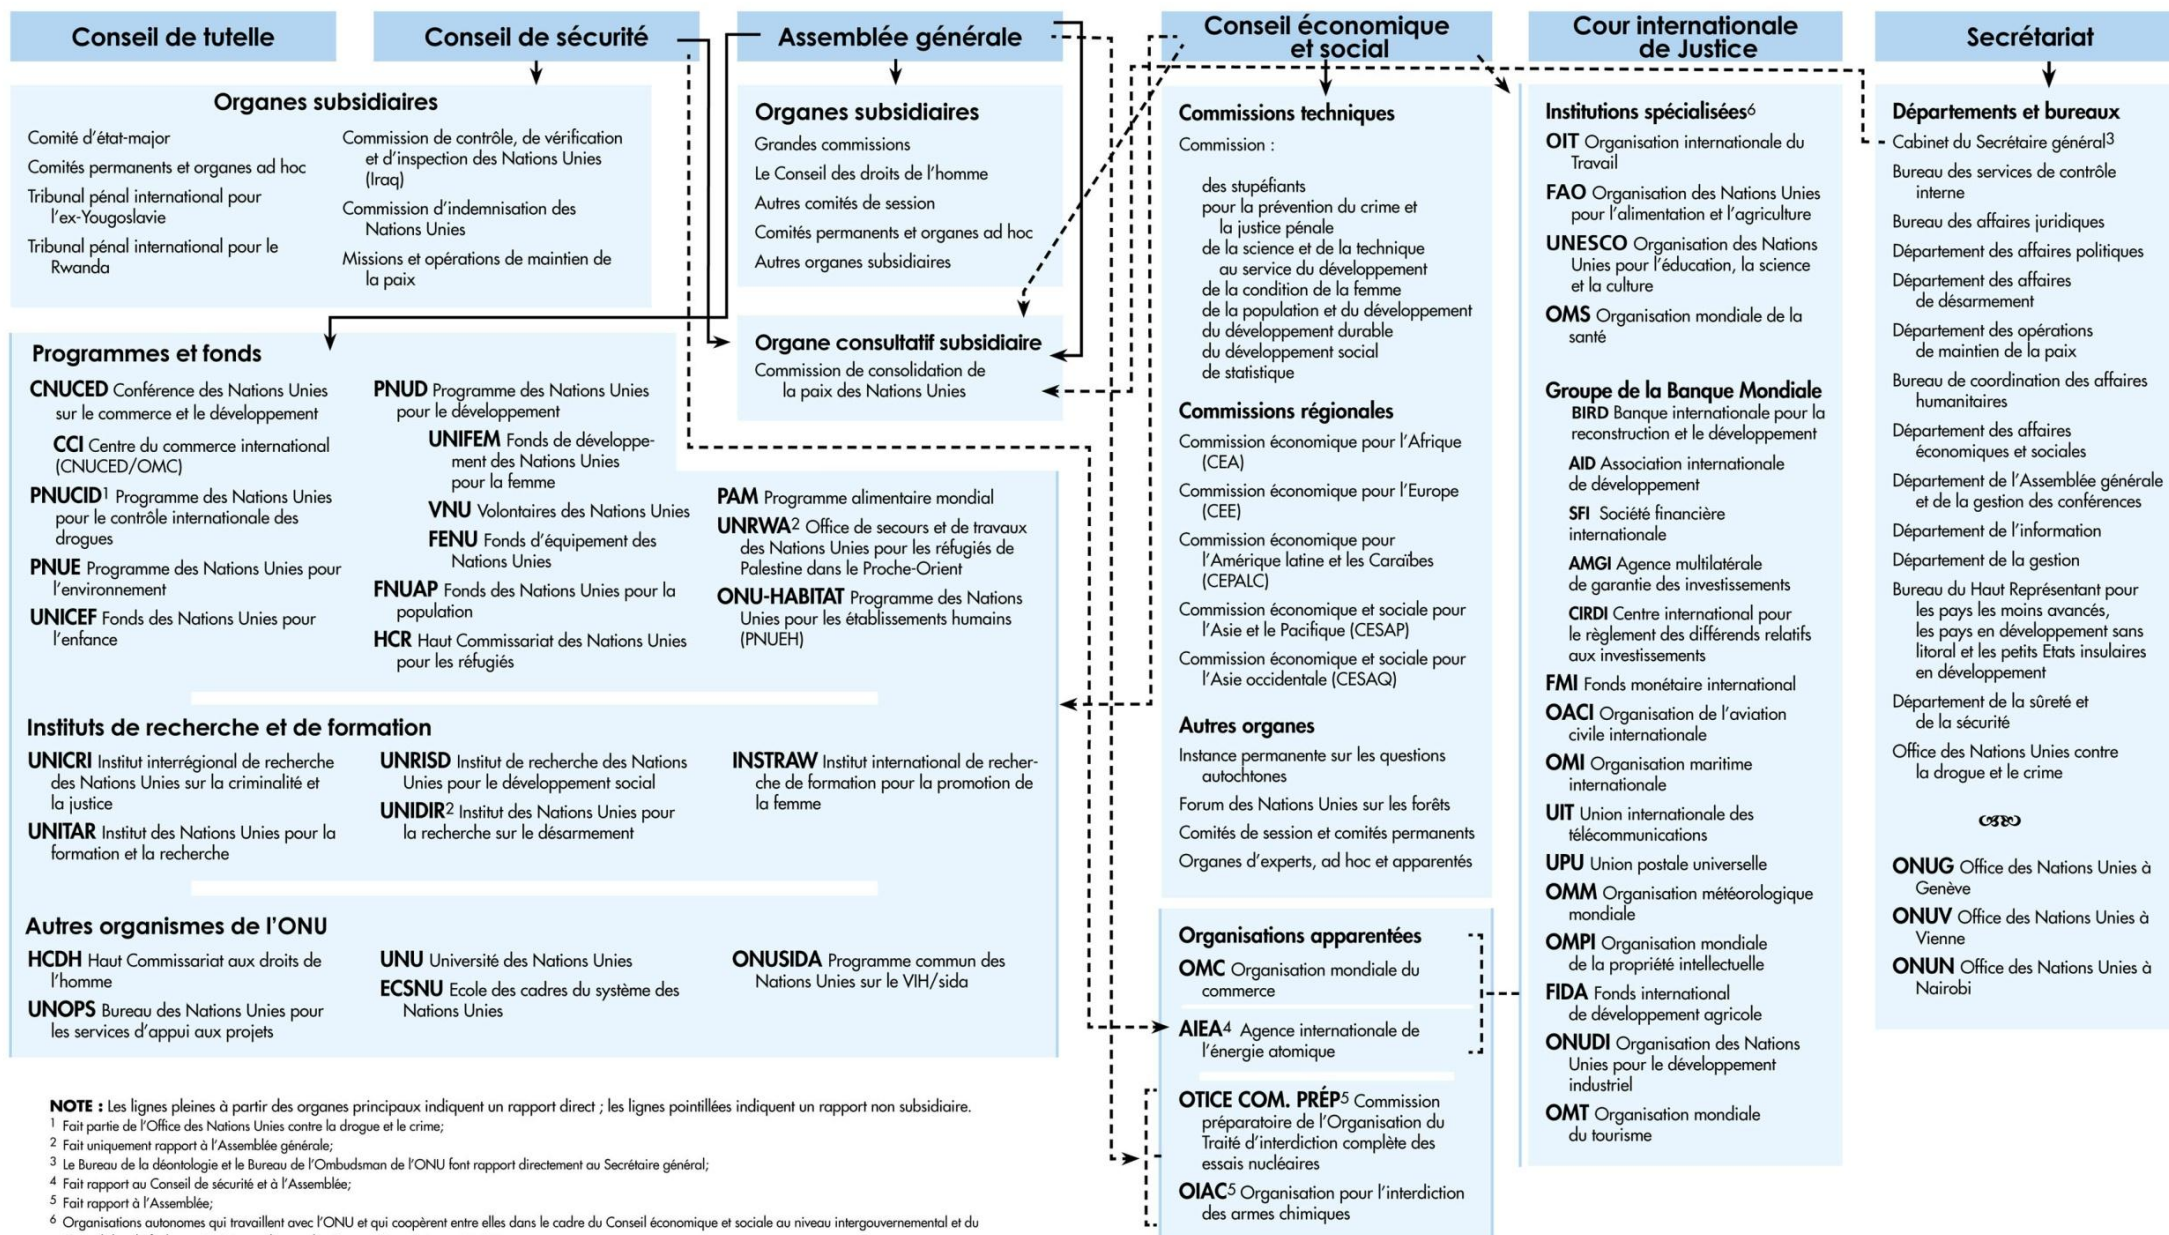 Conseil de tutelle
Conseil de sécurité
Assemblée générale
Conseil économique
et social
Cour internationale
de Justice
Secrétariat
Organes subsidiaires
Comité d'état-major
Comités permanents et organes ad hoc
Tribunal pénal international pour
l'ex-Yougoslavie
Tribunal pénal international pour le
Rwanda
Commission de contrôle, de vérification
et d'inspection des Nations Unies
(Iraq)
Commission d'indemnisation des
Nations Unies
Missions et opérations de maintien de
la paix
Organes subsidiaires
Grandes commissions
Le Conseil des droits de l'homme
Autres comités de session
Comités permanents et organes ad hoc
Autres organes subsidiaires
Organe consultatif subsidiaire
Commission de consolidation de
la paix des Nations Unies
Programmes et fonds
CNUCED Conférence des Nations Unies
sur le commerce et le développement
CCI Centre du commerce international
(CNUCED/OMC)
PNUCID1 Programme des Nations Unies
pour le contrôle internationale des
drogues
PNUE Programme des Nations Unies pour
l'environnement
UNICEF Fonds des Nations Unies pour
l'enfance
PNUD Programme des Nations Unies
pour le développement
UNIFEM Fonds de développe-
ment des Nations Unies
pour la femme
VNU Volontaires des Nations Unies
FENU Fonds d'équipement des
Nations Unies
FNUAP Fonds des Nations Unies pour la
population
HCR Haut Commissariat des Nations Unies
pour les réfugiés
PAM Programme alimentaire mondial
UNRWA2 Office de secours et de travaux
des Nations Unies pour les réfugiés de
Palestine dans le Proche-Orient
ONU-HABITAT Programme des Nations
Unies pour les établissements humains
(PNUEH)
Instituts de recherche et de formation
UNICRI Institut interrégional de recherche
des Nations Unies sur la criminalité et
la justice
UNITAR Institut des Nations Unies pour la
formation et la recherche
UNRISD Institut de recherche des Nations
Unies pour le développement social
UNIDIR2 Institut des Nations Unies pour
la recherche sur le désarmement
INSTRAW Institut international de recher-
che de formation pour la promotion de
la femme
Autres organismes de l'ONU
HCDH Haut Commissariat aux droits de
l'homme
UNOPS Bureau des Nations Unies pour
les services d'appui aux projets
UNU Université des Nations Unies
ECSNU Ecole des cadres du système des
Nations Unies
ONUSIDA Programme commun des
Nations Unies sur le VIH/sida
Commissions techniques
Commission :
des stupéfiants
pour la prévention du crime et
la justice pénale
de la science et de la technique
au service du développement
de la condition de la femme
de la population et du développement
du développement durable
du développement social
de statistique
Commissions régionales
Commission économique pour l'Afrique
(CEA)
Commission économique pour l'Europe
(CEE)
Commission économique pour
l'Amérique latine et les Caraïbes
(CEPALC)
Commission économique et sociale pour
l'Asie et le Pacifique (CESAP)
Commission économique et sociale pour
l'Asie occidentale (CESAQ)
Autres organes
Instance permanente sur les questions
autochtones
Forum des Nations Unies sur les forêts
Comités de session et comités permanents
Organes d'experts, ad hoc et apparentés
Organisations apparentées
OMC Organisation mondiale du
commerce
AIEA4 Agence internationale de
l'énergie atomique
OTICE COM. PRÉP5 Commission
préparatoire de l'Organisation du
Traité d'interdiction complète des
essais nucléaires
OIAC5 Organisation pour l'interdiction
des armes chimiques
Institutions spécialisées6
OIT Organisation internationale du
Travail
FAO Organisation des Nations Unies
pour l'alimentation et l'agriculture
UNESCO Organisation des Nations
Unies pour l'éducation, la science
et la culture
OMS Organisation mondiale de la
santé
Groupe de la Banque Mondiale
BIRD Banque internationale pour la
reconstruction et le développement
AID Association internationale
de développement
SFI Société financière
internationale
AMGI Agence multilatérale
de garantie des investissements
CIRDI Centre international pour
le règlement des différends relatifs
aux investissements
FMI Fonds monétaire international
OACI Organisation de l'aviation
civile internationale
OMI Organisation maritime
internationale
UIT Union internationale des
télécommunications
UPU Union postale universelle
OMM Organisation météorologique
mondiale
OMPI Organisation mondiale
de la propriété intellectuelle
FIDA Fonds international
de développement agricole
ONUDI Organisation des Nations
Unies pour le développement
industriel
OMT Organisation mondiale
du tourisme
Départements et bureaux
Cabinet du Secrétaire général3
Bureau des services de contrôle
interne
Bureau des affaires juridiques
Département des affaires politiques
Département des affaires
de désarmement
Département des opérations
de maintien de la paix
Bureau de coordination des affaires
humanitaires
Département des affaires
économiques et sociales
Département de l'Assemblée générale
et de la gestion des conférences
Département de l'information
Département de la gestion
Bureau du Haut Représentant pour
les pays les moins avancés,
les pays en développement sans
litoral et les petits Etats insulaires
en développement
Département de la sûreté et
de la sécurité
Office des Nations Unies contre
la drogue et le crime
ONUG Office des Nations Unies à
Genève
ONUV Office des Nations Unies à
Vienne
ONUN Office des Nations Unies à
Nairobi
NOTE : Les lignes pleines à partir des organes principaux indiquent un rapport direct ; les lignes pointillées indiquent un rapport non subsidiaire.
1 Fait partie de l'Office des Nations Unies contre la drogue et le crime;
2 Fait uniquement rapport à l'Assemblée générale;
3 Le Bureau de la déontologie et le Bureau de l'Ombudsman de l'ONU font rapport directement au Secrétaire général;
4 Fait rapport au Conseil de sécurité et à l'Assemblée;
5 Fait rapport à l'Assemblée;
6 Organisations autonomes qui travaillent avec l'ONU et qui coopèrent entre elles dans le cadre du Conseil économique et sociale au niveau intergouvernemental et du